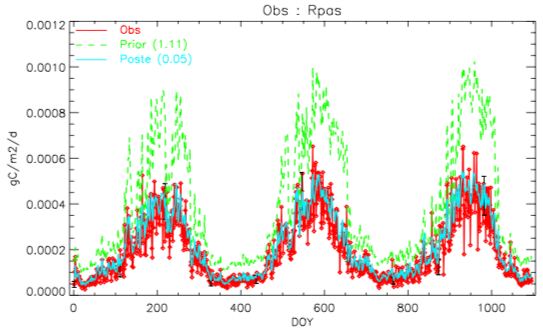 Obs : Rpas
Obs
Prior (1.11)
Poste (0.05)
gC/m2/d
0.0012
0.0010
0.0008
0.0006
0.0004
0.0002
0.0000
0 200 400 600 800 1000
DOY